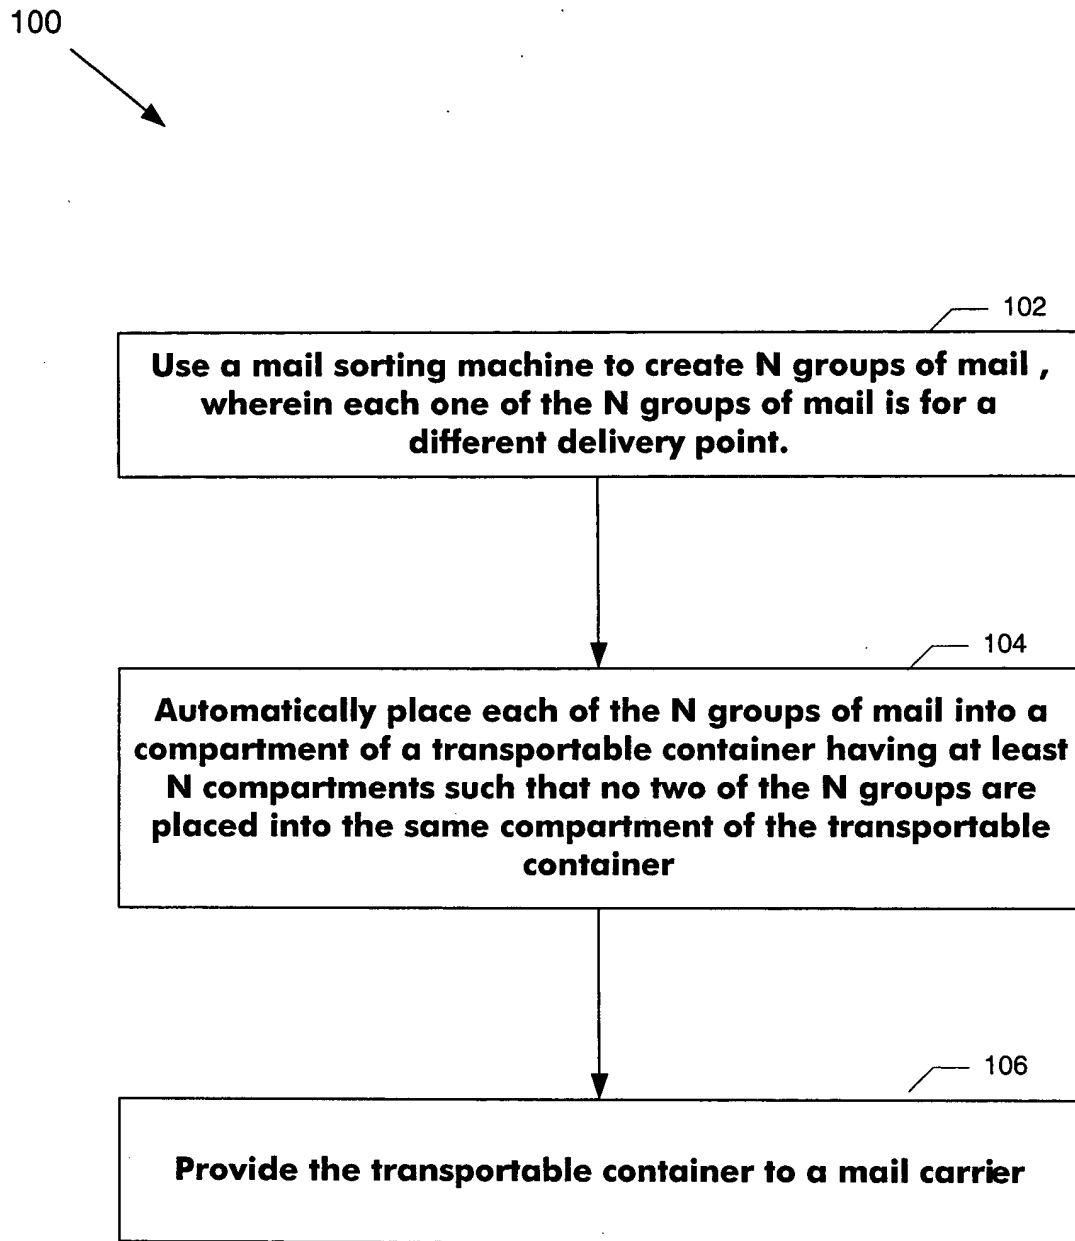 100
102
Use a mail sorting machine to create N groups of mail ,
wherein each one of the N groups of mail is for a
different delivery point.
104
Automatically place each of the N groups of mail into a
compartment of a transportable container having at least
N compartments such that no two of the N groups are
placed into the same compartment of the transportable
container
106
Provide the transportable container to a mail carrier